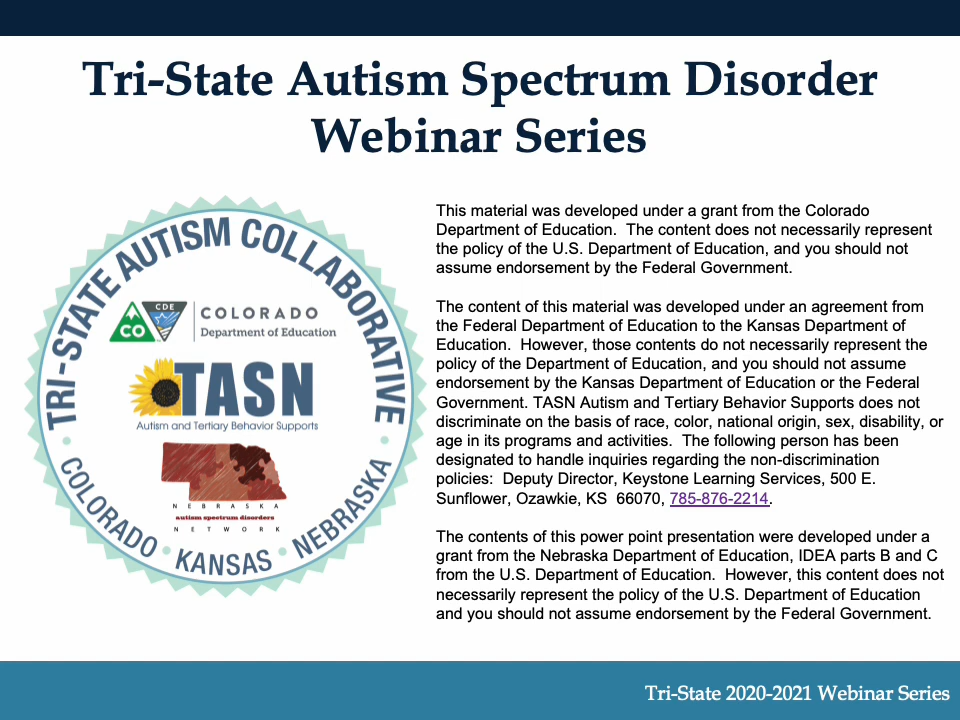 Tri-State Autism Spectrum Disorder
Webinar Series
TRI-STATE AUTISM COLLABORATIVE
CO
CDE
COLORADO
Department of Education
TASN
Autism and Tertiary Behavior Supports
NEBRASKA
autism spectrum disorders
NETWORK
COLORADO • KANSAS • NEBRASKA
This material was developed under a grant from the Colorado
Department of Education.  The content does not necessarily represent
the policy of the U.S. Department of Education, and you should not
assume endorsement by the Federal Government.
The content of this material was developed under an agreement from
the Federal Department of Education to the Kansas Department of
Education.  However, those contents do not necessarily represent the
policy of the Department of Education, and you should not assume
endorsement by the Kansas Department of Education or the Federal
Government. TASN Autism and Tertiary Behavior Supports does not
discriminate on the basis of race, color, national origin, sex, disability, or
age in its programs and activities.  The following person has been
designated to handle inquiries regarding the non-discrimination
policies:  Deputy Director, Keystone Learning Services, 500 E.
Sunflower, Ozawkie, KS  66070, 785-876-2214.
The contents of this power point presentation were developed under a
grant from the Nebraska Department of Education, IDEA parts B and C
from the U.S. Department of Education.  However, this content does not
necessarily represent the policy of the U.S. Department of Education
and you should not assume endorsement by the Federal Government.
Tri-State 2020-2021 Webinar Series